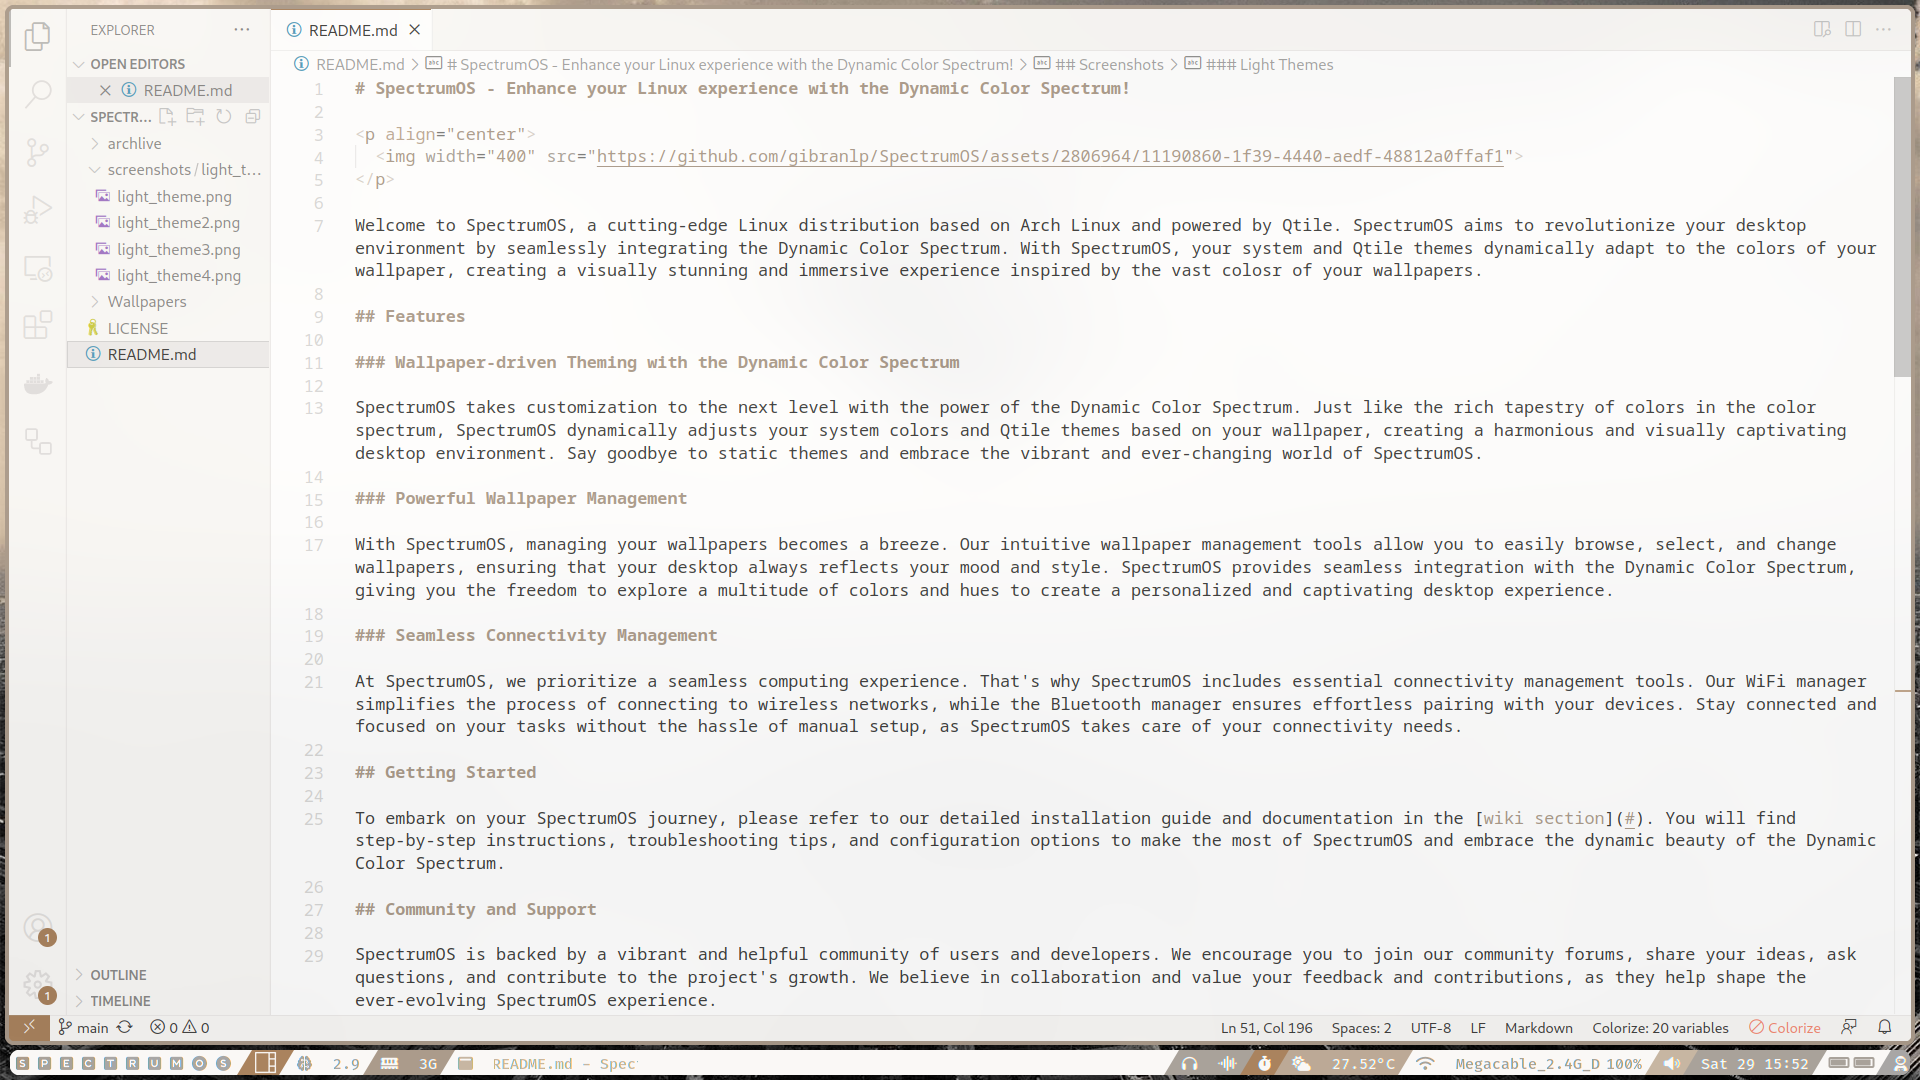 EXPLORER
OPEN EDITORS
README.md
SPECTR...
archlive
screenshots/light_t...
light_theme.png
light_theme2.png
light_theme3.png
light_theme4.png
Wallpapers
LICENSE
README.md
OUTLINE
TIMELINE
1
1
README.md
README.md > # SpectrumOS - Enhance your Linux experience with the Dynamic Color Spectrum! > ## Screenshots > ### Light Themes
1 # SpectrumOS - Enhance your Linux experience with the Dynamic Color Spectrum!
2
3 <p align="center">
4 <img width="400" src="https://github.com/gibranlp/SpectrumOS/assets/2806964/11190860-1f39-4440-aedf-48812a0ffaf1">
5 </p>
6
7 Welcome to SpectrumOS, a cutting-edge Linux distribution based on Arch Linux and powered by Qtile. SpectrumOS aims to revolutionize your desktop
environment by seamlessly integrating the Dynamic Color Spectrum. With SpectrumOS, your system and Qtile themes dynamically adapt to the colors of your
wallpaper, creating a visually stunning and immersive experience inspired by the vast colosr of your wallpapers.
8
9 ## Features
10
11 ### Wallpaper-driven Theming with the Dynamic Color Spectrum
12
13 SpectrumOS takes customization to the next level with the power of the Dynamic Color Spectrum. Just like the rich tapestry of colors in the color
spectrum, SpectrumOS dynamically adjusts your system colors and Qtile themes based on your wallpaper, creating a harmonious and visually captivating
desktop environment. Say goodbye to static themes and embrace the vibrant and ever-changing world of SpectrumOS.
14
15 ### Powerful Wallpaper Management
16
17 With SpectrumOS, managing your wallpapers becomes a breeze. Our intuitive wallpaper management tools allow you to easily browse, select, and change
wallpapers, ensuring that your desktop always reflects your mood and style. SpectrumOS provides seamless integration with the Dynamic Color Spectrum,
giving you the freedom to explore a multitude of colors and hues to create a personalized and captivating desktop experience.
18
19 ### Seamless Connectivity Management
20
21 At SpectrumOS, we prioritize a seamless computing experience. That's why SpectrumOS includes essential connectivity management tools. Our WiFi manager
simplifies the process of connecting to wireless networks, while the Bluetooth manager ensures effortless pairing with your devices. Stay connected and
focused on your tasks without the hassle of manual setup, as SpectrumOS takes care of your connectivity needs.
22
23 ## Getting Started
24
25 To embark on your SpectrumOS journey, please refer to our detailed installation guide and documentation in the [wiki section](#). You will find
step-by-step instructions, troubleshooting tips, and configuration options to make the most of SpectrumOS and embrace the dynamic beauty of the Dynamic
Color Spectrum.
26
27 ## Community and Support
28
29 SpectrumOS is backed by a vibrant and helpful community of users and developers. We encourage you to join our community forums, share your ideas, ask
questions, and contribute to the project's growth. We believe in collaboration and value your feedback and contributions, as they help shape the
ever-evolving SpectrumOS experience.
main 0 0 Ln 51, Col 196 Spaces: 2 UTF-8 LF Markdown Colorize: 20 variables Colorize
S P E C T R U M O S 2.9 3G README.md - Spec 27.52°C Megacable_2.4G_D 100% Sat 29 15:52